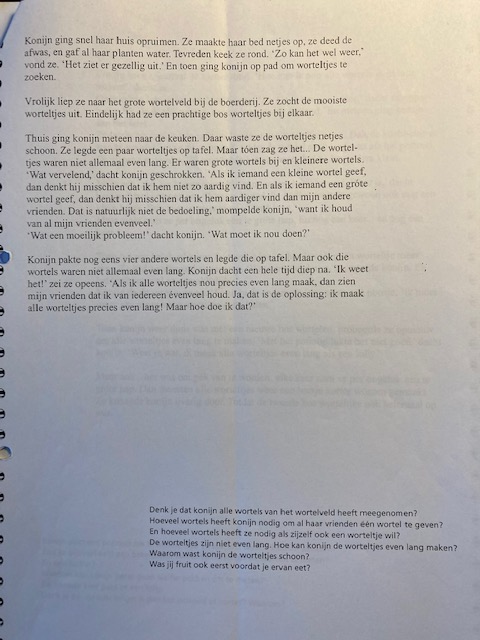 Konijn ging snel haar huis opruimen. Ze maakte haar bed netjes op, ze deed de
afwas, en gaf al haar planten water. Tevreden keek ze rond. ‘Zo kan het wel weer,’
vond ze. ‘Het ziet er gezellig uit.’ En toen ging konijn op pad om worteltjes te
zoeken.
Vrolijk liep ze naar het grote wortelveld bij de boerderij. Ze zocht de mooiste
worteltjes uit. Eindelijk had ze een prachtige bos worteltjes bij elkaar.
Thuis ging konijn meteen naar de keuken. Daar waste ze de worteltjes netjes
schoon. Ze legde een paar worteltjes op tafel. Maar tóen zag ze het... De wortel-
tjes waren niet allemaal even lang. Er waren grote wortels bij en kleinere wortels.
‘Wat vervelend,’ dacht konijn geschrokken. ‘Als ik iemand een kleine wortel geef,
dan denkt hij misschien dat ik hem niet zo aardig vind. En als ik iemand een gróte
wortel geef, dan denkt hij misschien dat ik hem aardiger vind dan mijn andere
vrienden. Dat is natuurlijk niet de bedoeling,’ mompelde konijn, ‘want ik houd
van al mijn vrienden evenveel.’
‘Wat een moeilijk probleem!’ dacht konijn. ‘Wat moet ik nou doen?’
Konijn pakte nog eens vier andere wortels en legde die op tafel. Maar ook die
wortels waren niet allemaal even lang. Konijn dacht een hele tijd diep na. ‘Ik weet
het!’ zei ze opeens. ‘Als ik alle worteltjes nou precies even lang maak, dan zien
mijn vrienden dat ik van iedereen évenveel houd. Ja, dat is de oplossing: ik maak
alle worteltjes precies even lang! Maar hoe doe ik dat?’
Denk je dat konijn alle wortels van het wortelveld heeft meegenomen?
Hoeveel wortels heeft konijn nodig om al haar vrienden één wortel te geven?
En hoeveel wortels heeft ze nodig als zijzelf ook een worteltje wil?
De worteltjes zijn niet even lang. Hoe kan konijn de worteltjes even lang maken?
Waarom wast konijn de worteltjes schoon?
Was jij fruit ook eerst voordat je ervan eet?